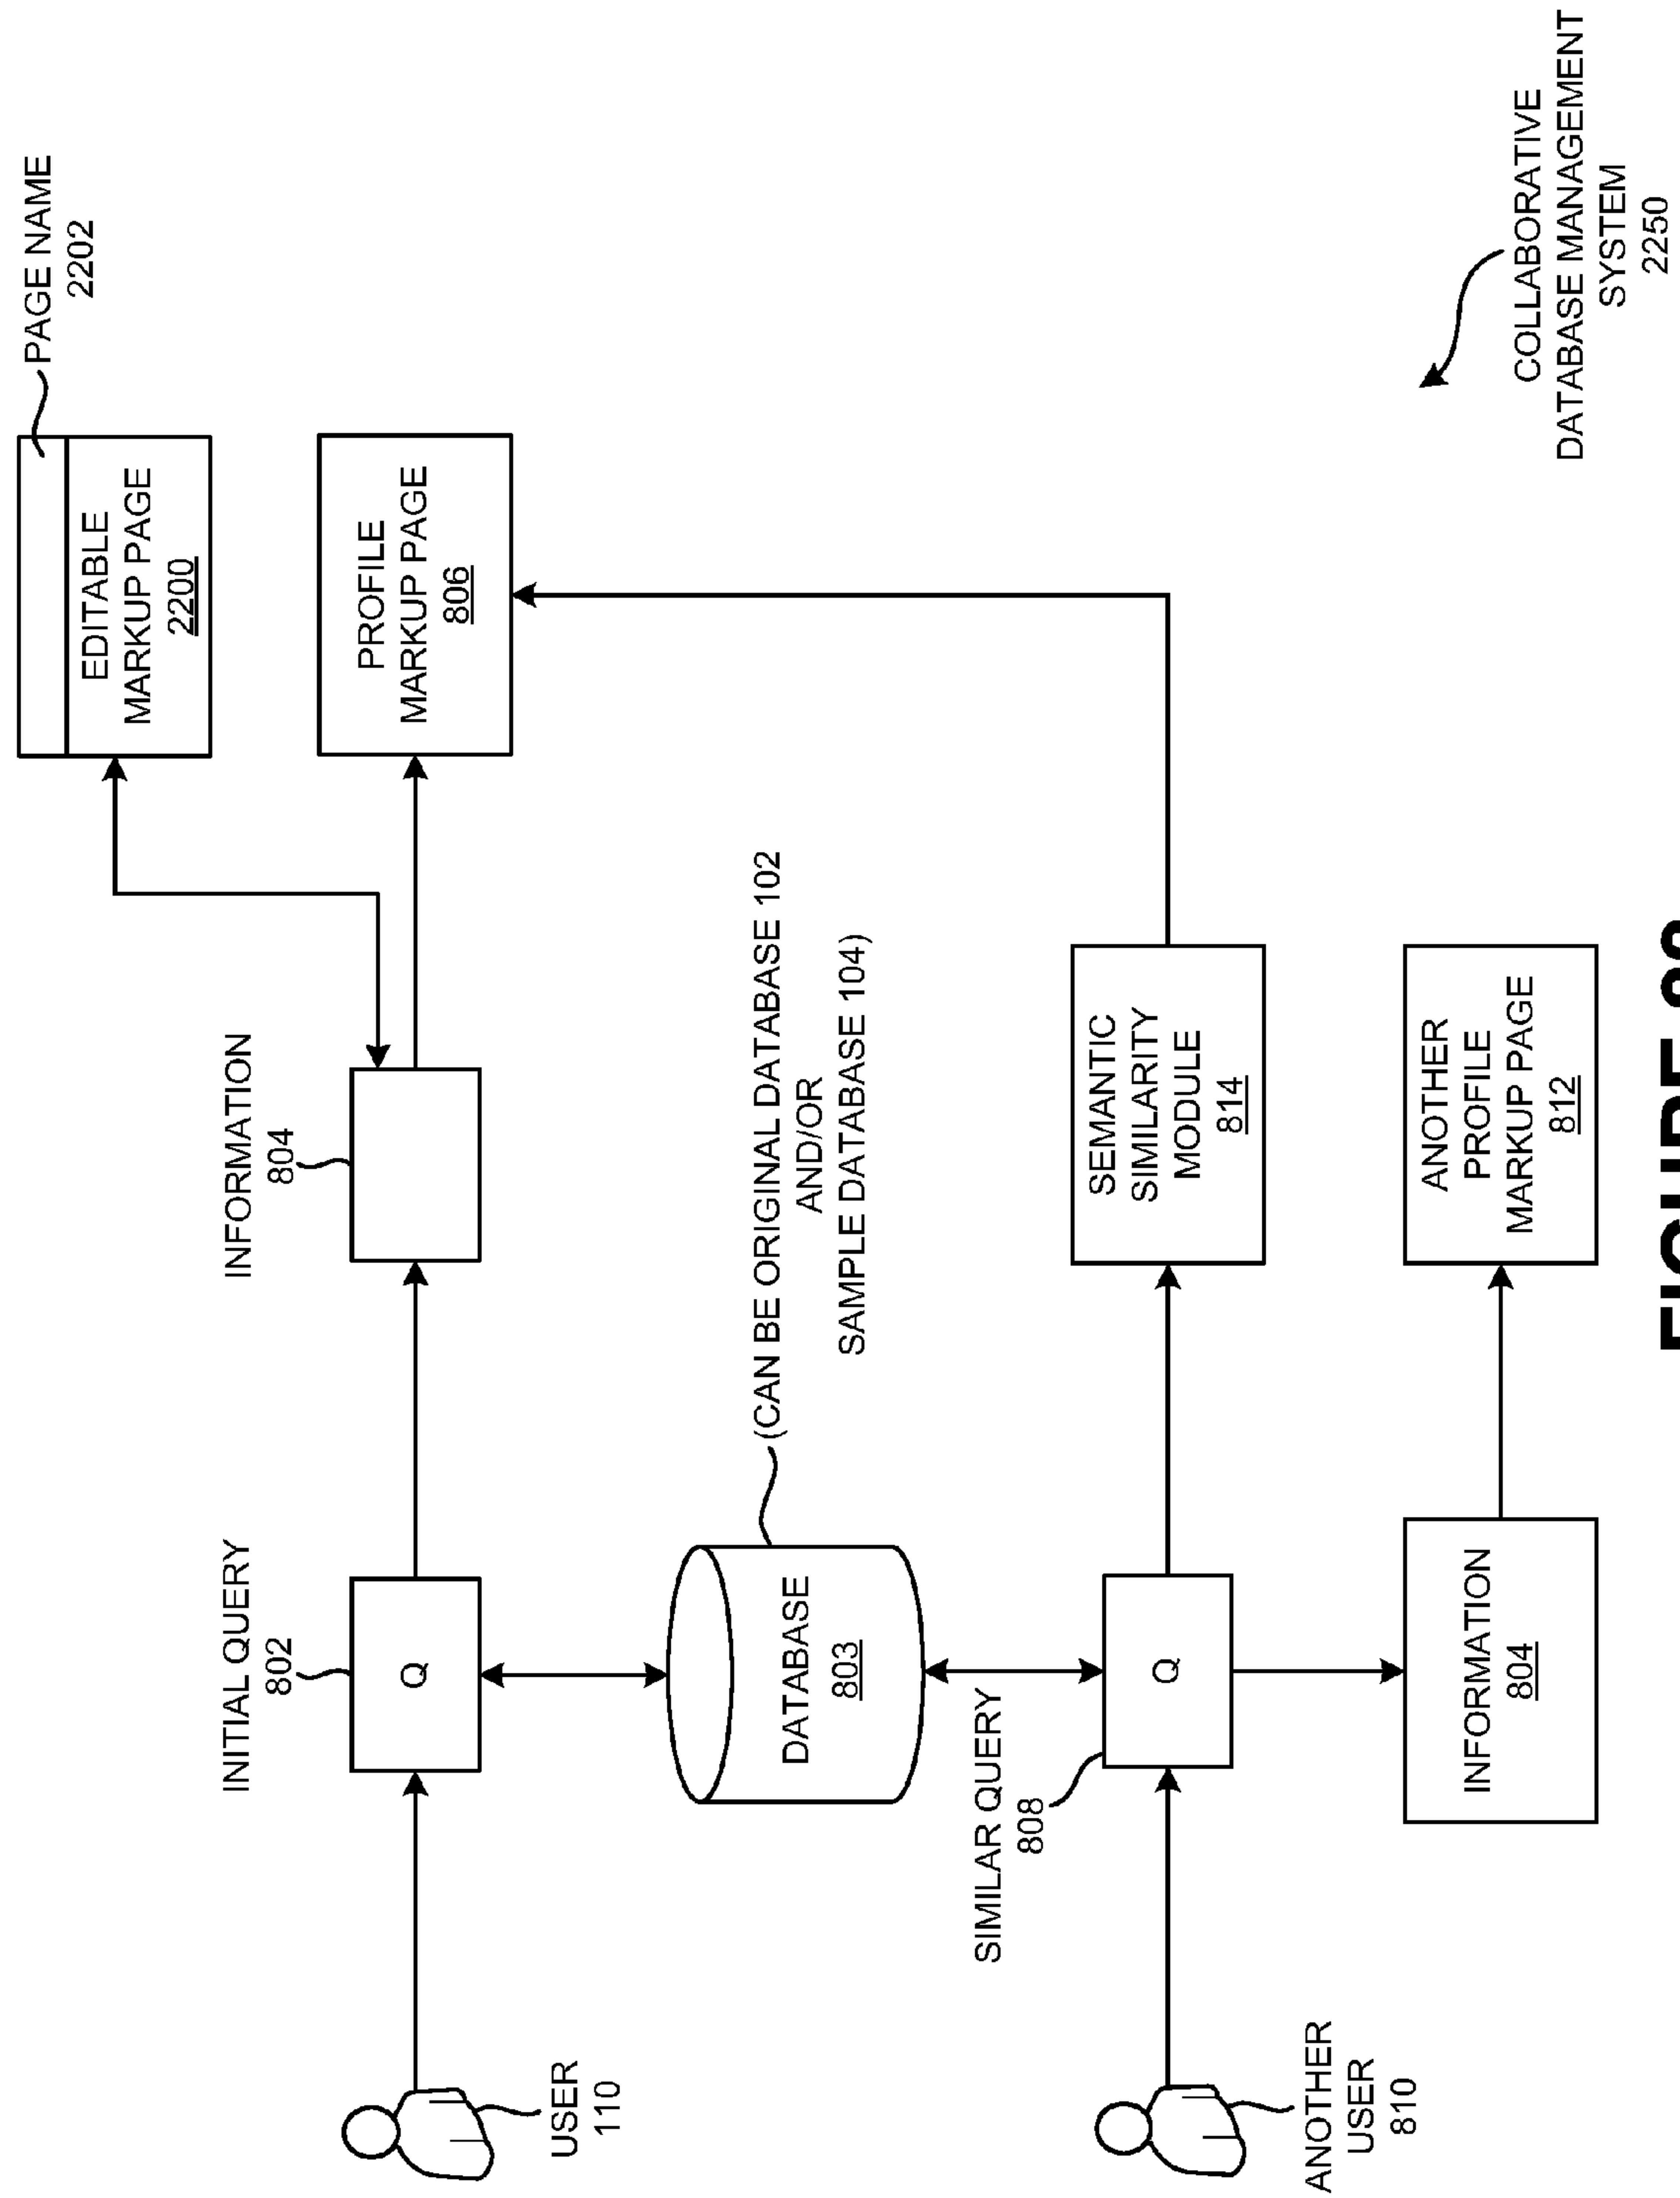 PAGE NAME
2202
EDITABLE
MARKUP PAGE
2200
INFORMATION
804
INITIAL QUERY
802
Q
PROFILE
MARKUP PAGE
806
USER
110
(CAN BE ORIGINAL DATABASE 102
AND/OR
SAMPLE DATABASE 104)
DATABASE
803
SIMILAR QUERY
808
Q
SEMANTIC
SIMILARITY
MODULE
814
ANOTHER
USER
810
INFORMATION
804
ANOTHER
PROFILE
MARKUP PAGE
812
COLLABORATIVE
DATABASE MANAGEMENT
SYSTEM
2250
FIGURE